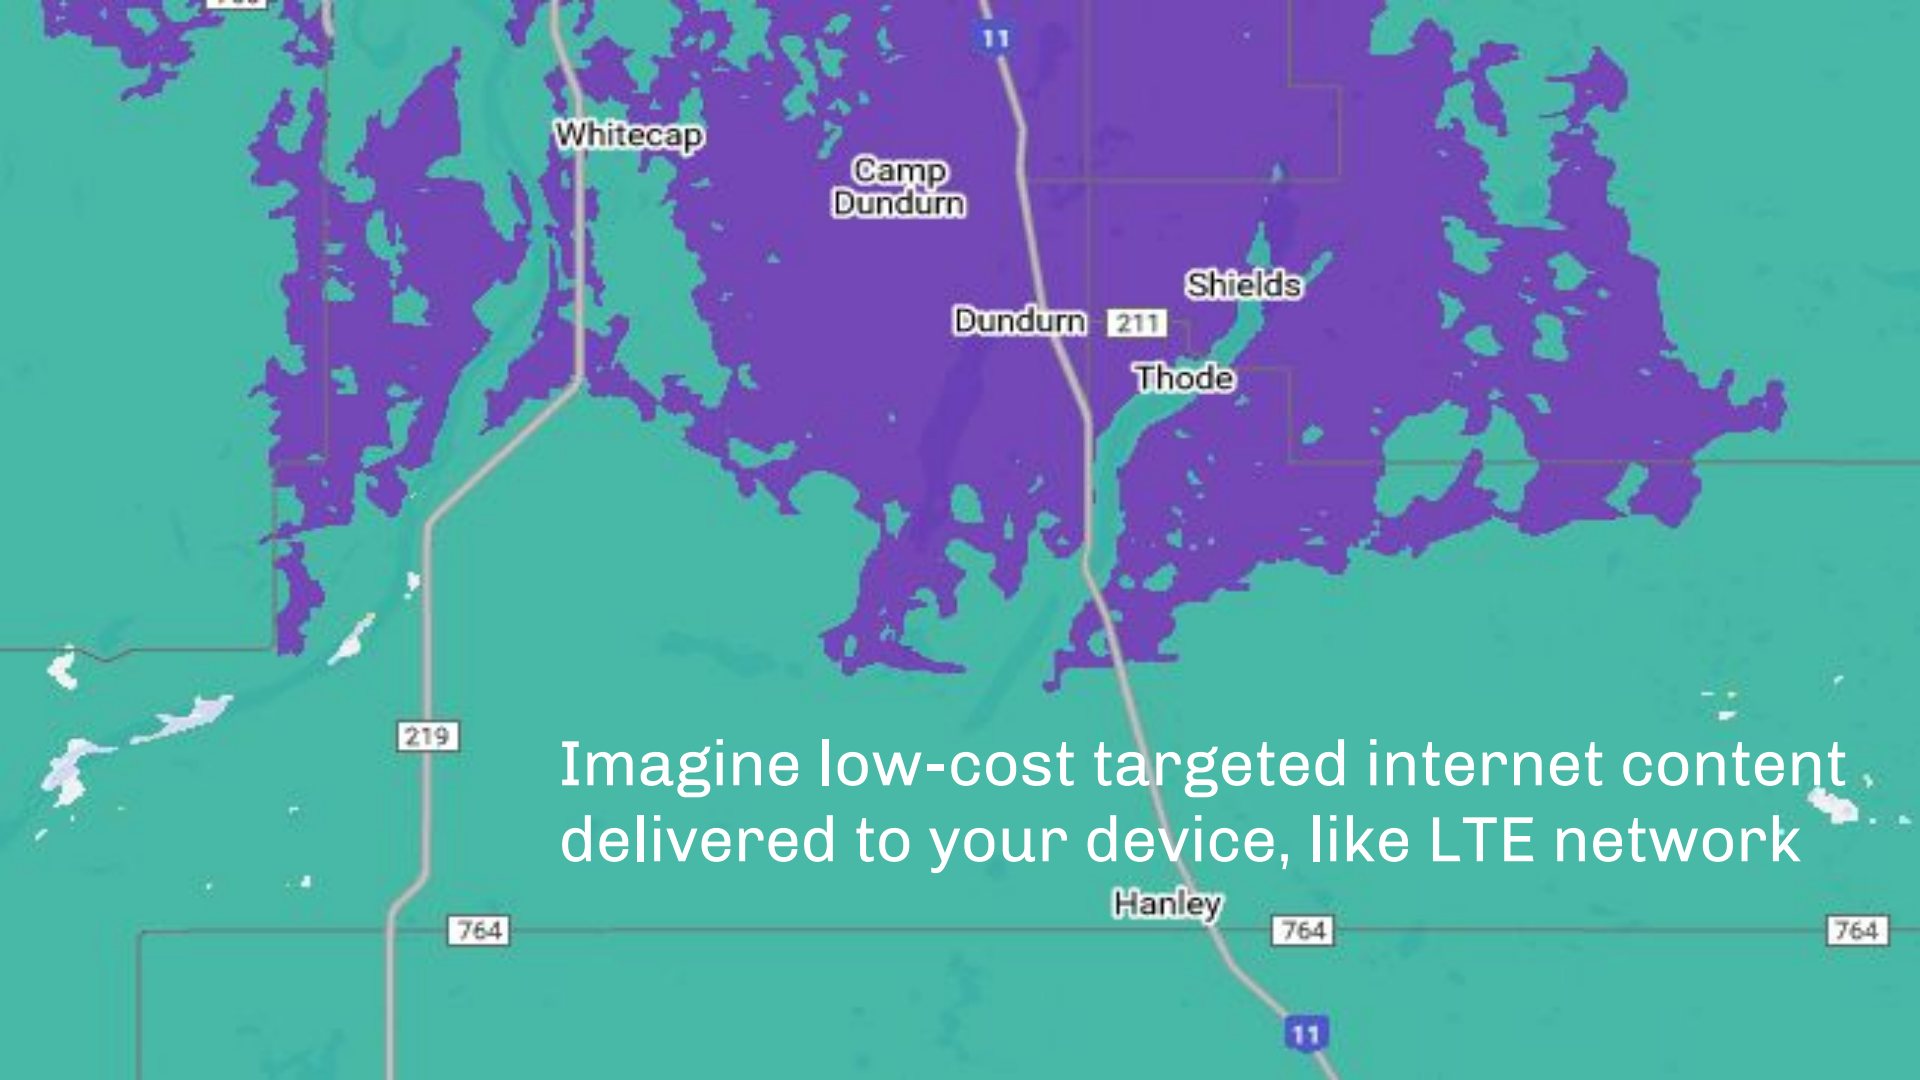 11
Whitecap
Camp
Dundurn
Shields
Dundurn
211
Thode
219
Imagine low-cost targeted internet content
delivered to your device, like LTE network
Hanley
764
764
764
11